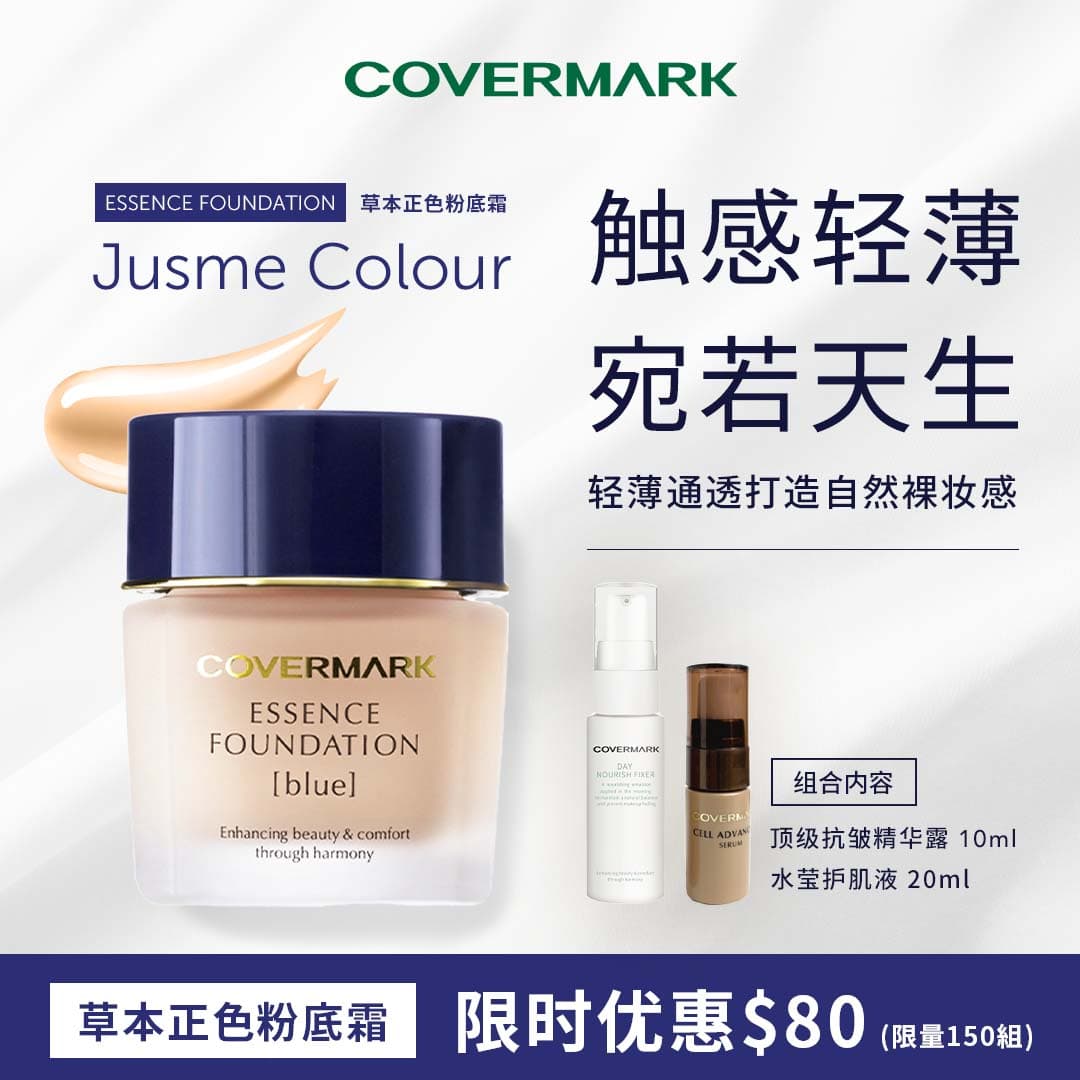 COVERMARK
ESSENCE FOUNDATION 草本正色粉底霜
Jusme Colour
触感轻薄
宛若天生
轻薄通透打造自然裸妆感
COVERMARK
ESSENCE
FOUNDATION
[blue]
Enhancing beauty & comfort
through harmony
COVERMARK
DAY
NOURISH FIXER
CELL ADVAN
SERUM
组合内容
顶级抗皱精华露 10ml
水莹护肌液 20ml
草本正色粉底霜 限时优惠$80 (限量150組)